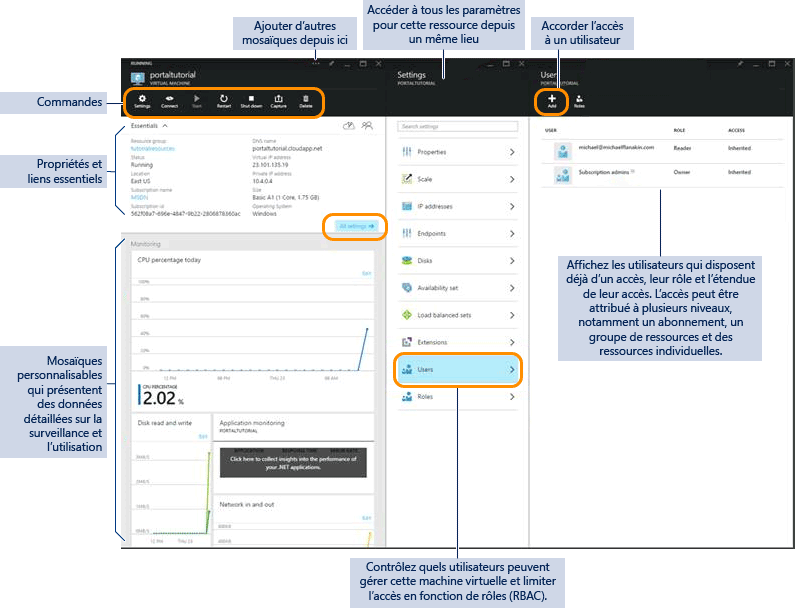 Ajouter d'autres
mosaïques depuis ici
Accéder à tous les paramètres
pour cette ressource depuis
un même lieu
Accorder l'accès
à un utilisateur
Commandes
Propriétés et
liens essentiels
Mosaïques
personnalisables
qui présentent
des données
détaillées sur la
surveillance et
l'utilisation
RUNNING
portaltutorial
VIRTUAL MACHINE
Settings
Connect
Start
Restart
Shut down
Capture
Delete
Essentials
Resource group
tutorialresources
Status
Running
Location
East US
Subscription name
MSDN
Subscription id
562f08a7-696e-4847-9b22-2808878360ac
DNS name
portaltutorial.cloudapp.net
Virtual IP address
23.101.135.19
Private IP address
10.4.0.4
Size
Basic A1 (1 Core, 1.75 GB)
Operating System
Windows
All settings
Monitoring
CPU percentage today
Edit
100%
80%
60%
40%
20%
0%
12 PM
06 PM
THU 23
06 AM
CPU PERCENTAGE
2.02 %
Disk read and write
Edit
0MB/S
12 PM
THU 23
Application monitoring
PORTALTUTORIAL
APPLICATION
RESPONSE TIME
ERROR RATE
Click here to collect insights into the performance of
your .NET applications.
Network in and out
Edit
Settings
PORTALTUTORIAL
Search settings
Properties
Scale
IP addresses
Endpoints
Disks
Availability set
Load balanced sets
Extensions
Users
Roles
Users
PORTALTUTORIAL
Add
Roles
USER
ROLE
ACCESS
michael@michaelflanakin.com
Reader
Inherited
Subscription admins
Owner
Inherited
Affichez les utilisateurs qui disposent
déjà d'un accès, leur rôle et l'étendue
de leur accès. L'accès peut être
attribué à plusieurs niveaux,
notamment un abonnement, un
groupe de ressources et des
ressources individuelles.
Contrôlez quels utilisateurs peuvent
gérer cette machine virtuelle et limiter
l'accès en fonction de rôles (RBAC).